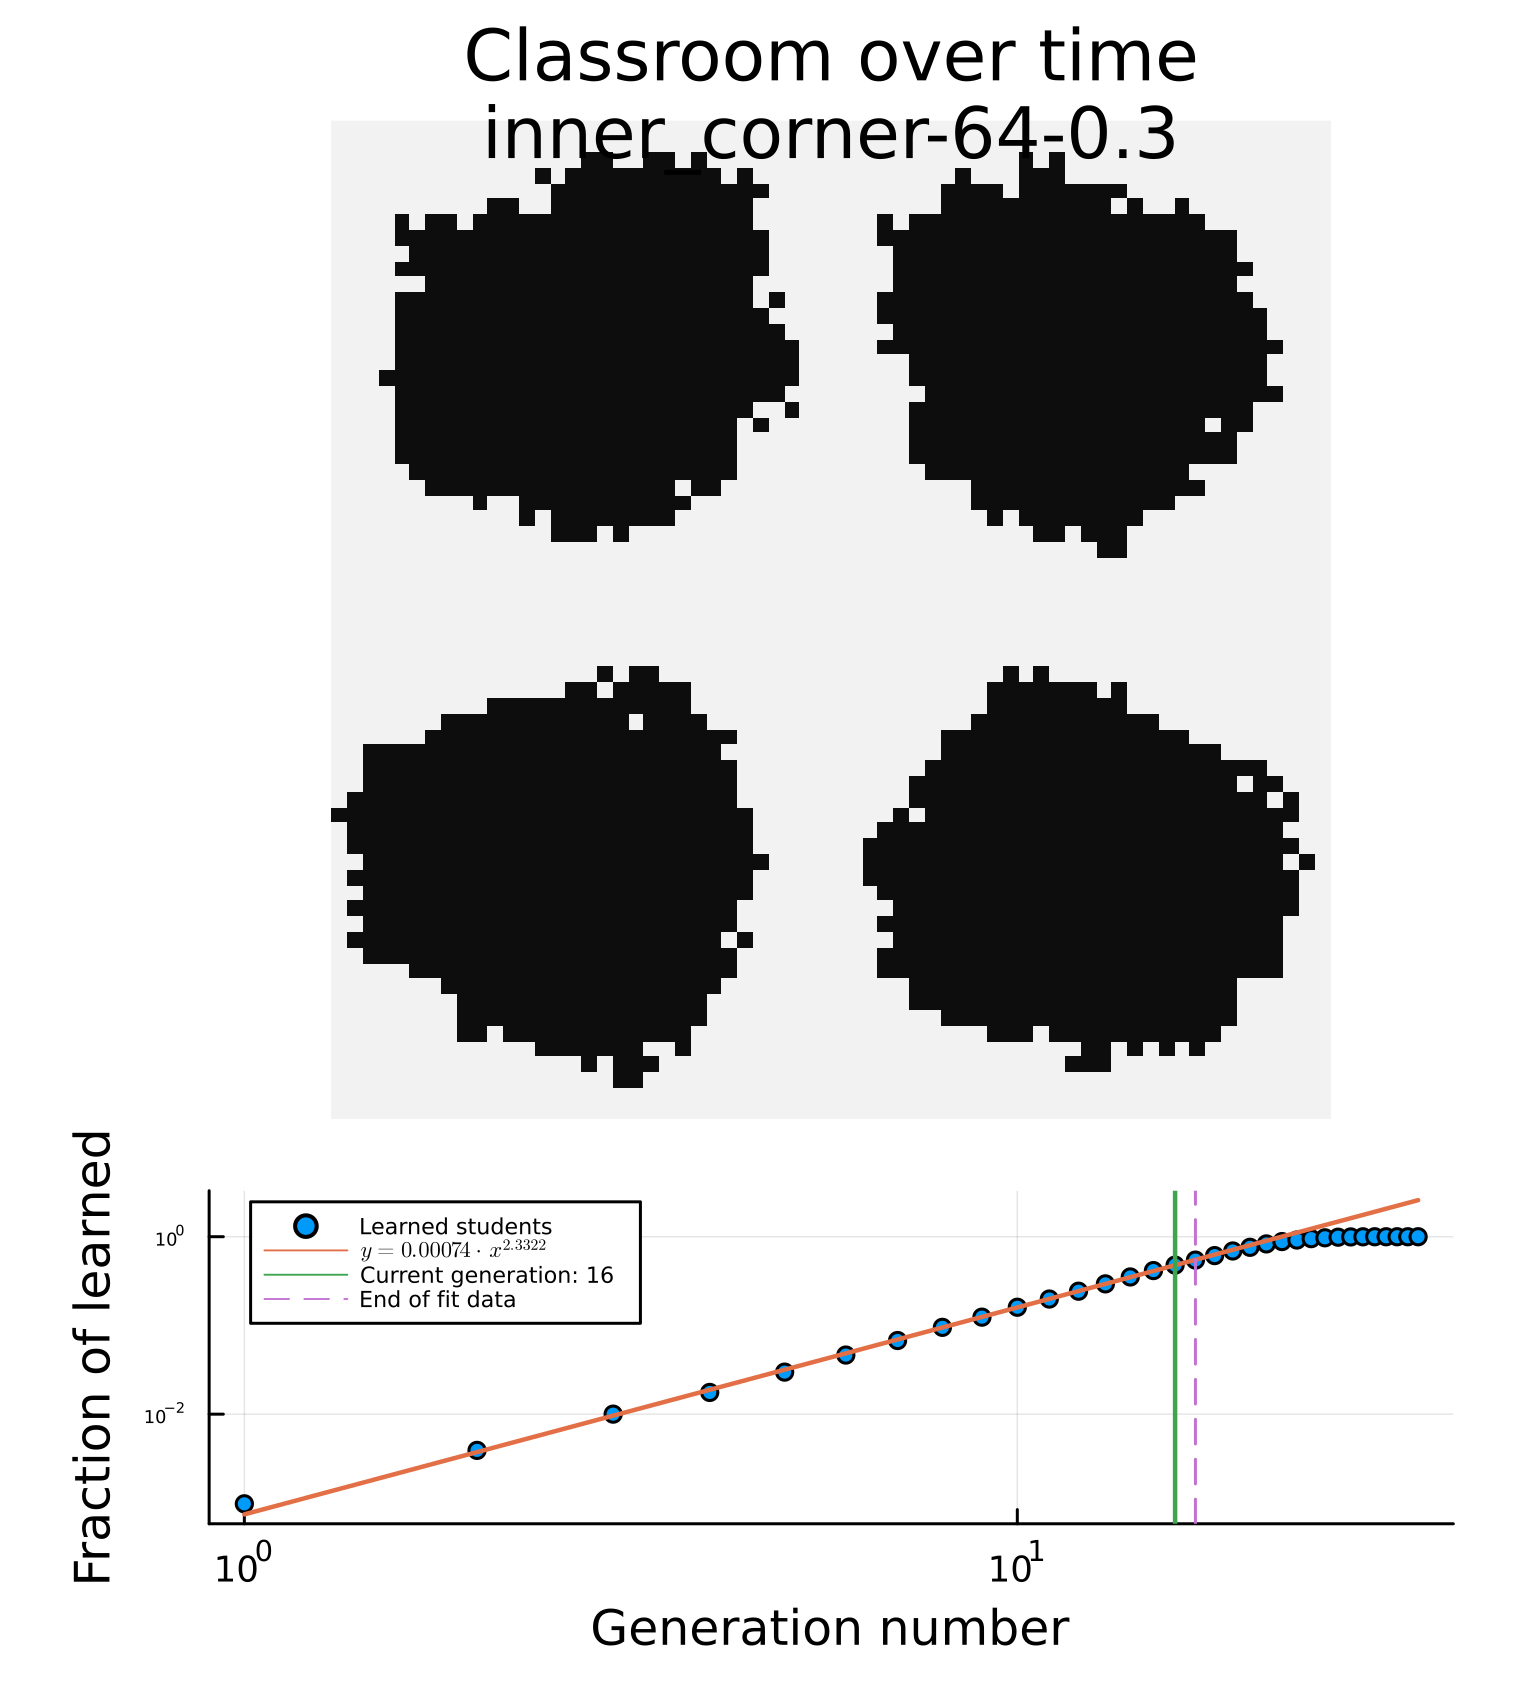 Classroom over time
inner_corner-64-0.3
Fraction of learned
10^0
10^-2
Learned students
y = 0.00074 · x^2.3322
Current generation: 16
End of fit data
10^0
10^1
Generation number